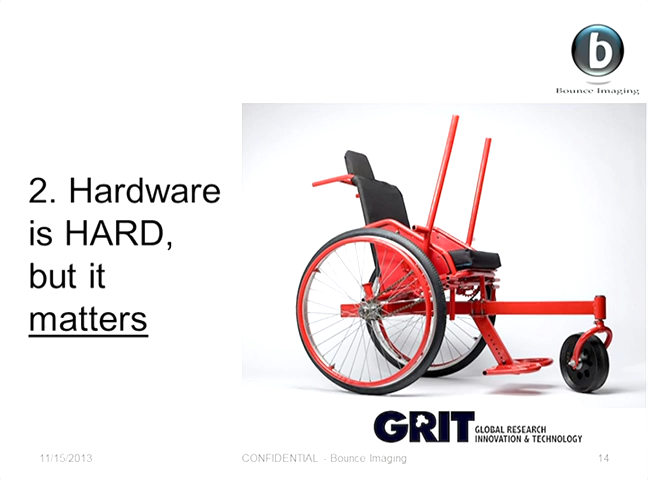 b
Bounce Imaging
2. Hardware
is HARD,
but it
matters
GRIT GLOBAL RESEARCH
INNOVATION & TECHNOLOGY
11/15/2013 CONFIDENTIAL - Bounce Imaging 14